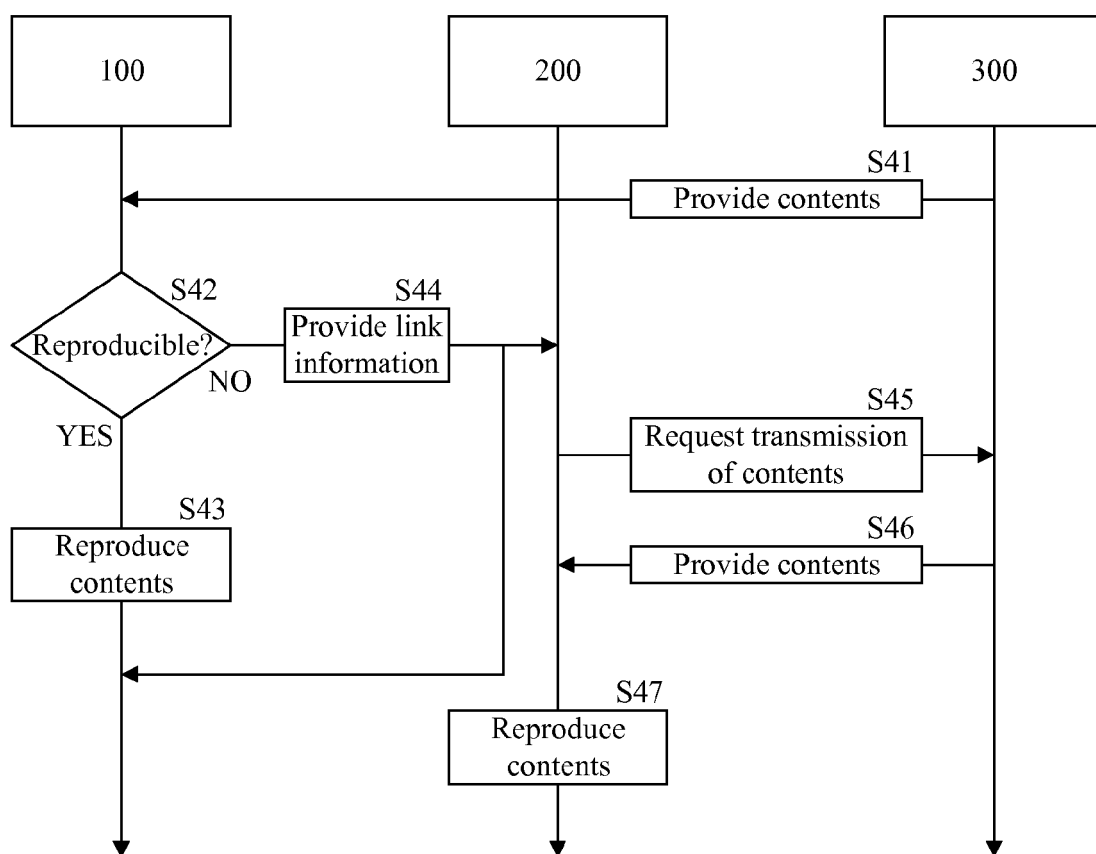 100
200
300
S41
Provide contents
S42
Reproducible?
NO
YES
S44
Provide link
information
S45
Request transmission
of contents
S43
Reproduce
contents
S46
Provide contents
S47
Reproduce
contents